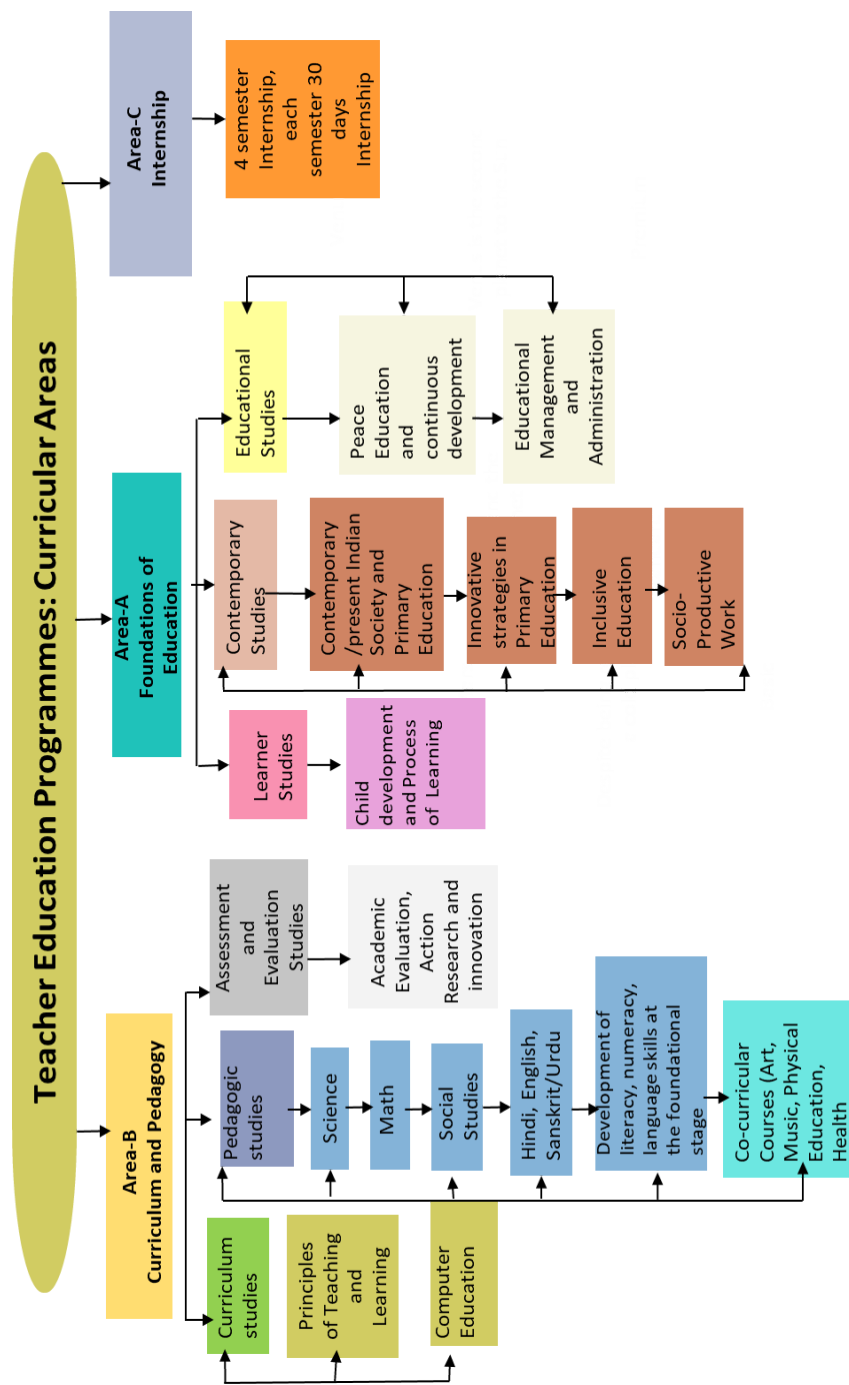 Teacher Education Programmes: Curricular Areas
Area-B
Curriculum and Pedagogy
Curriculum
studies
Principles
of Teaching
and
Learning
Computer
Education
Pedagogic
studies
Science
Math
Social
Studies
Hindi, English,
Sanskrit/Urdu
Development of
literacy, numeracy,
language skills at
the foundational
stage
Co-curricular
Courses (Art,
Music, Physical
Education,
Health
Assessment
and
Evaluation
Studies
Academic
Evaluation,
Action
Research and
innovation
Area-A
Foundations of
Education
Learner
Studies
Child
development
and Process
of Learning
Contemporary
Studies
Contemporary
/present Indian
Society and
Primary
Education
Innovative
strategies in
Primary
Education
Inclusive
Education
Socio-
Productive
Work
Educational
Studies
Peace
Education
and
continuous
development
Educational
Management
and
Administration
Area-C
Internship
4 semester
Internship,
each
semester 30
days
Internship